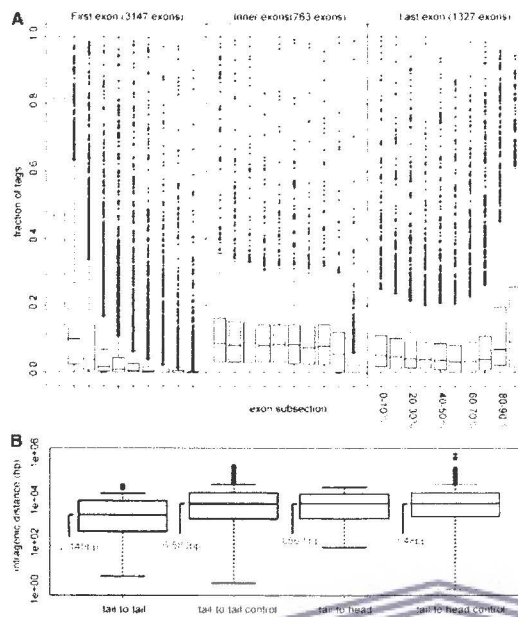 A
First exon (3147 exons)
Inner exons(763 exons)
Last exon (1327 exons)
fraction of tags
1.0
0.8
0.6
0.4
0.2
0.0
0-10%
20-30%
40-50%
60-70%
80-90%
exon subsection
B
intragenic distance (bp)
1e+06
1e+04
1e+02
1e+00
tail to tail
tail to tail control
tail to head
tail to head control